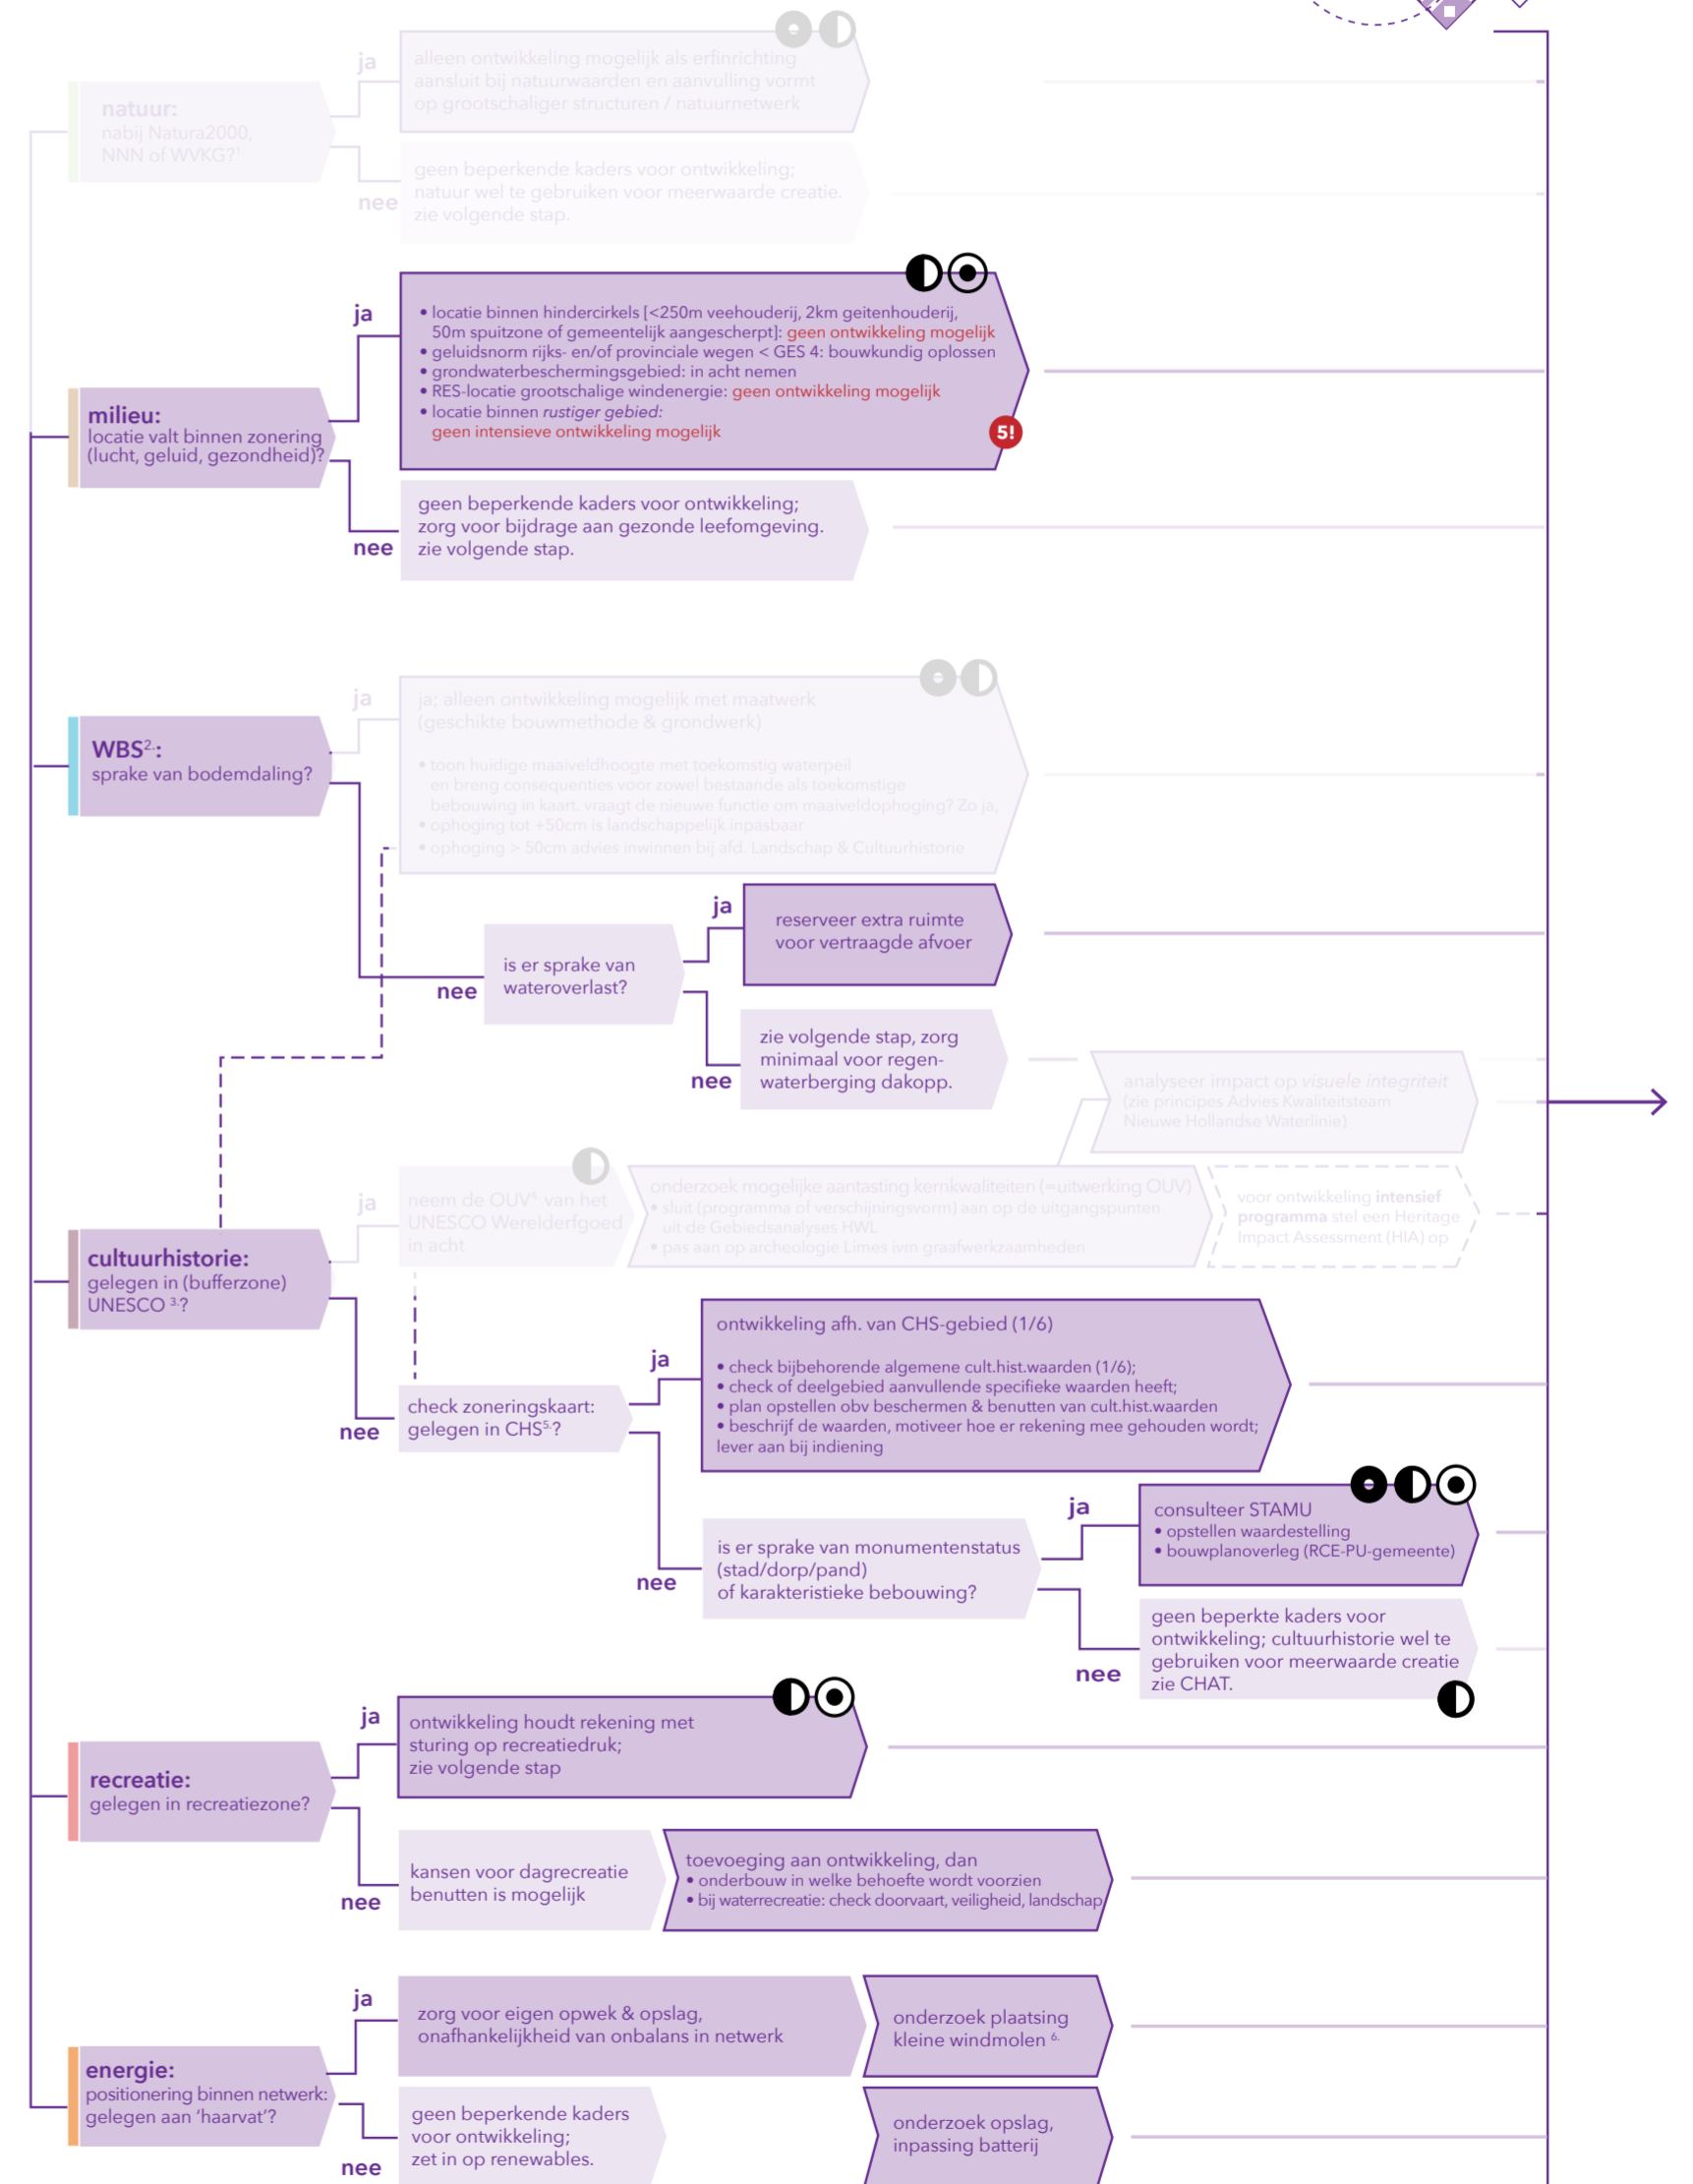 ja
alleen ontwikkeling mogelijk als erfinrichting
aansluit bij natuurwaarden en aanvulling vormt
op grootschaliger structuren / natuurnetwerk
natuur:
nabij Natura2000,
NNN of WVKG?1.
nee
geen beperkende kaders voor ontwikkeling;
natuur wel te gebruiken voor meerwaarde creatie.
zie volgende stap.
milieu:
locatie valt binnen zonering
(lucht, geluid, gezondheid)?
ja
• locatie binnen hindercirkels [<250m veehouderij, 2km geitenhouderij,
50m spuitzone of gemeentelijk aangescherpt]: geen ontwikkeling mogelijk
• geluidsnorm rijks- en/of provinciale wegen < GES 4: bouwkundig oplossen
• grondwaterbeschermingsgebied: in acht nemen
• RES-locatie grootschalige windenergie: geen ontwikkeling mogelijk
• locatie binnen rustiger gebied:
geen intensieve ontwikkeling mogelijk
5!
nee
geen beperkende kaders voor ontwikkeling;
zorg voor bijdrage aan gezonde leefomgeving.
zie volgende stap.
WBS2.:
sprake van bodemdaling?
ja
ja; alleen ontwikkeling mogelijk met maatwerk
(geschikte bouwmethode & grondwerk)
• toon huidige maaiveldhoogte met toekomstig waterpeil
en breng consequenties voor zowel bestaande als toekomstige
bebouwing in kaart. vraagt de nieuwe functie om maaiveldophoging? Zo ja,
• ophoging tot +50cm is landschappelijk inpasbaar
• ophoging > 50cm advies inwinnen bij afd. Landschap & Cultuurhistorie
nee
is er sprake van
wateroverlast?
ja
reserveer extra ruimte
voor vertraagde afvoer
nee
zie volgende stap, zorg
minimaal voor regen-
waterberging dakopp.
analyseer impact op visuele integriteit
(zie principes Advies Kwaliteitsteam
Nieuwe Hollandse Waterlinie)
cultuurhistorie:
gelegen in (bufferzone)
UNESCO 3.?
ja
neem de OUV4. van het
UNESCO Werelderfgoed
in acht
onderzoek mogelijke aantasting kernkwaliteiten (=uitwerking OUV)
• sluit (programma of verschijningsvorm) aan op de uitgangspunten
uit de Gebiedsanalyses HWL
• pas aan op archeologie Limes ivm graafwerkzaamheden
voor ontwikkeling intensief
programma stel een Heritage
Impact Assessment (HIA) op
nee
check zoneringskaart:
gelegen in CHS5.?
ja
ontwikkeling afh. van CHS-gebied (1/6)
• check bijbehorende algemene cult.hist.waarden (1/6);
• check of deelgebied aanvullende specifieke waarden heeft;
• plan opstellen obv beschermen & benutten van cult.hist.waarden
• beschrijf de waarden, motiveer hoe er rekening mee gehouden wordt;
lever aan bij indiening
nee
is er sprake van monumentenstatus
(stad/dorp/pand)
of karakteristieke bebouwing?
ja
consulteer STAMU
• opstellen waardestelling
• bouwplanoverleg (RCE-PU-gemeente)
nee
geen beperkte kaders voor
ontwikkeling; cultuurhistorie wel te
gebruiken voor meerwaarde creatie
zie CHAT.
recreatie:
gelegen in recreatiezone?
ja
ontwikkeling houdt rekening met
sturing op recreatiedruk;
zie volgende stap
nee
kansen voor dagrecreatie
benutten is mogelijk
toevoeging aan ontwikkeling, dan
• onderbouw in welke behoefte wordt voorzien
• bij waterrecreatie: check doorvaart, veiligheid, landschap
energie:
positionering binnen netwerk:
gelegen aan ‘haarvat’?
ja
zorg voor eigen opwek & opslag,
onafhankelijkheid van onbalans in netwerk
onderzoek plaatsing
kleine windmolen 6.
nee
geen beperkende kaders
voor ontwikkeling;
zet in op renewables.
onderzoek opslag,
inpassing batterij